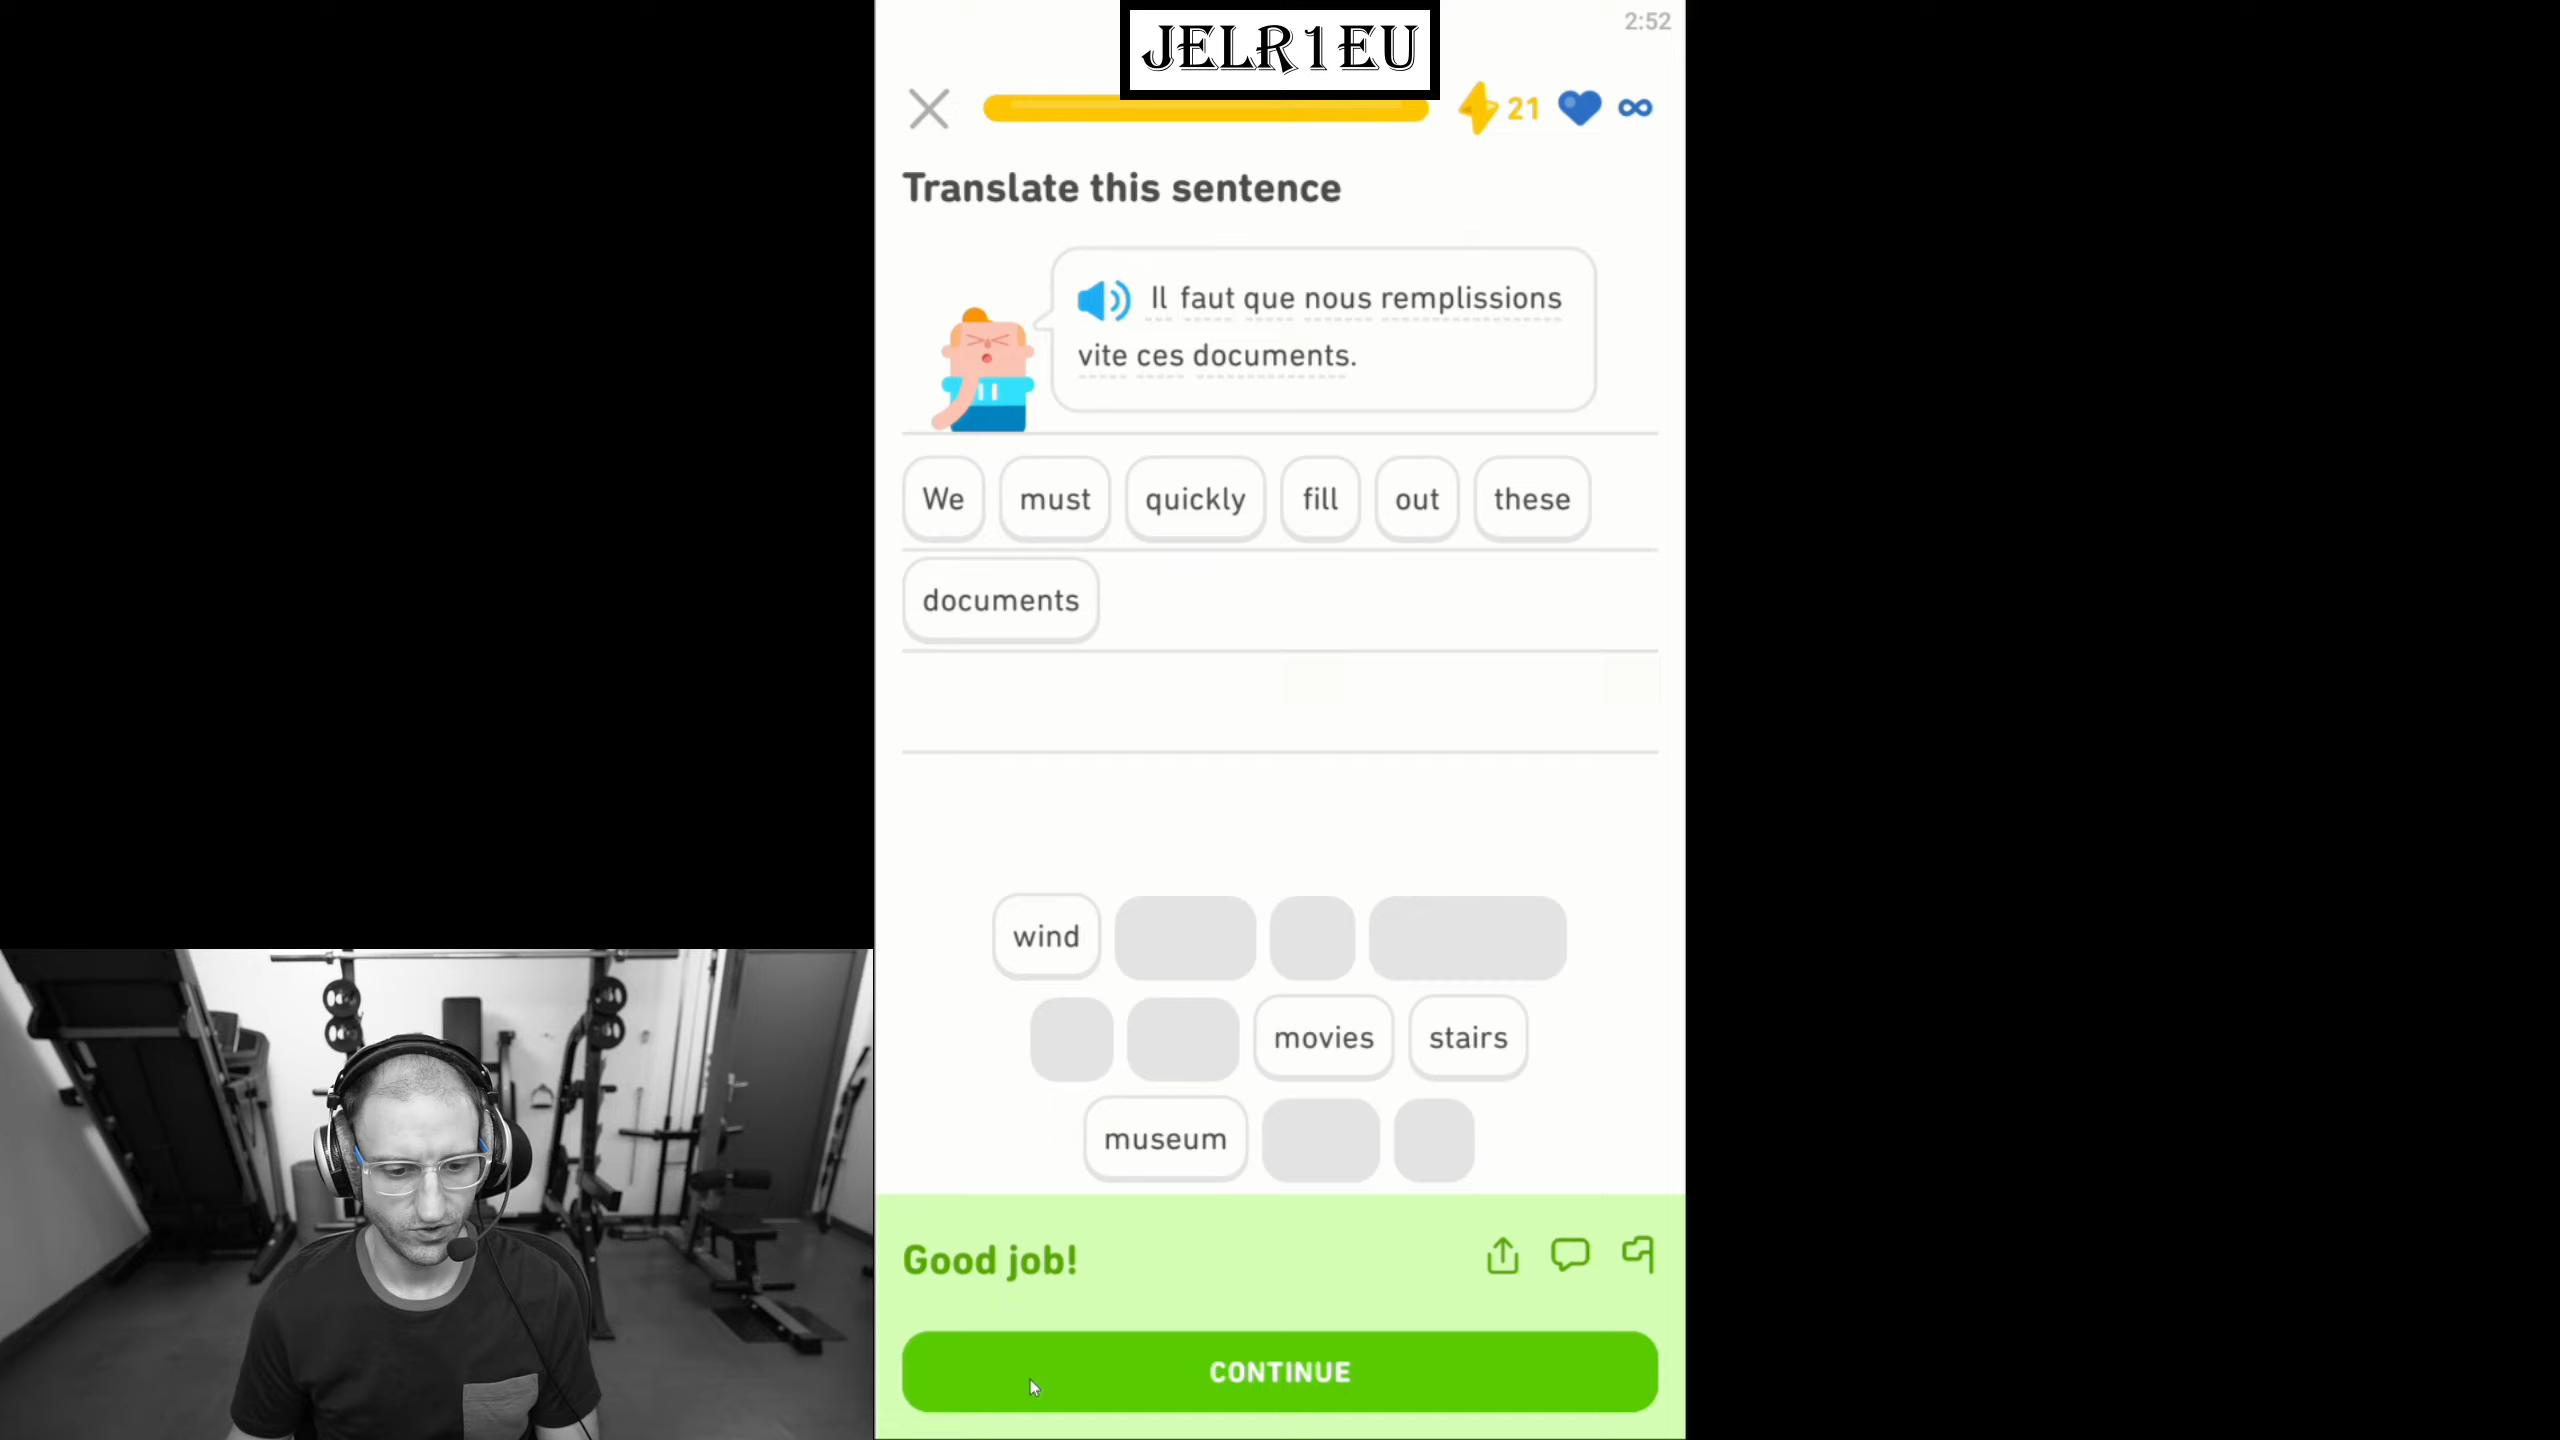 JELR1EU
2:52
21
Translate this sentence
Il faut que nous remplissions
vite ces documents.
We must quickly fill out these
documents
wind
movies stairs
museum
Good job!
CONTINUE